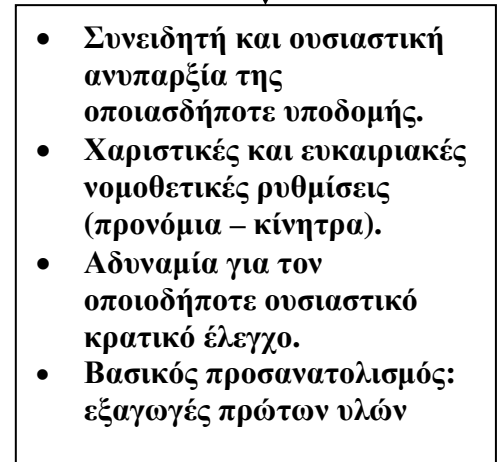 • Συνειδητή και ουσιαστική
ανυπαρξία της
οποιασδήποτε υποδομής.
• Χαριστικές και ευκαιριακές
νομοθετικές ρυθμίσεις
(προνόμια – κίνητρα).
• Αδυναμία για τον
οποιοδήποτε ουσιαστικό
κρατικό έλεγχο.
• Βασικός προσανατολισμός:
εξαγωγές πρώτων υλών